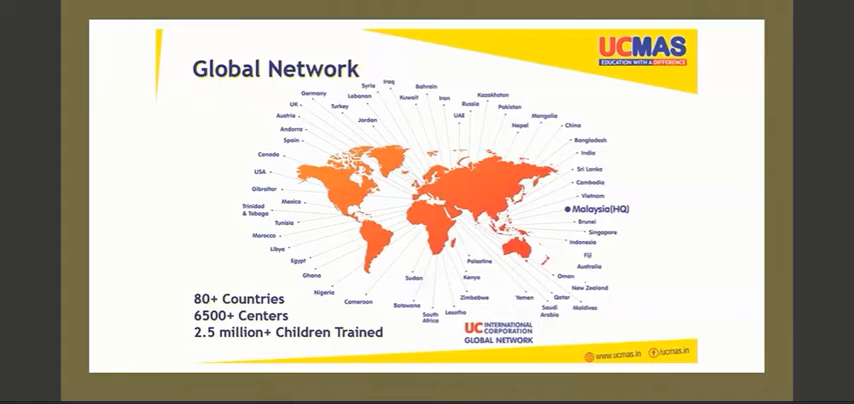 UCMAS
EDUCATION WITH A DIFFERENCE
Global Network
Iraq
Syria
Bahrain
Germany
Lebanon
Kuwait
Iran
Kazakhstan
UK
Turkey
Russia
Pakistan
Austria
Jordan
UAE
Mongolia
Andorra
Nepal
China
Spain
Bangladesh
Canada
India
USA
Sri Lanka
Cambodia
Gibraltor
Vietnam
Mexico
Malaysia(HQ)
Trinidad
& Tobago
Tunisia
Brunei
Morocco
Singapore
Libya
Indonesia
Egypt
Palestine
Fiji
Australia
Ghana
Sudan
Kenya
Oman
Nigeria
New Zealand
Cameroon
Botswana
Zimbabwe
Yemen
Qatar
South
Africa
Lesotho
Saudi
Arabia
Maldives
80+ Countries
6500+ Centers
2.5 million+ Children Trained
UC INTERNATIONAL
CORPORATION
GLOBAL NETWORK
www.ucmas.in
/ucmas.in